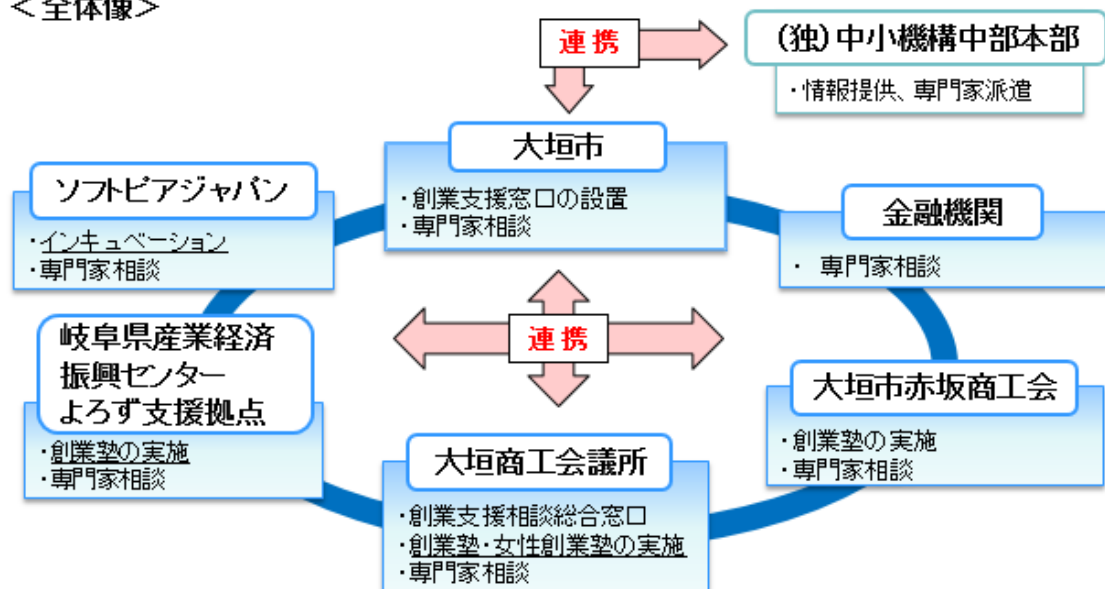 ＜全体像＞
連携
(独)中小機構中部本部
・情報提供、専門家派遣
大垣市
・創業支援窓口の設置
・専門家相談
ソフトピアジャパン
・インキュベーション
・専門家相談
金融機関
・ 専門家相談
連携
岐阜県産業経済
振興センター
よろず支援拠点
・創業塾の実施
・専門家相談
大垣市赤坂商工会
・創業塾の実施
・専門家相談
大垣商工会議所
・創業支援相談総合窓口
・創業塾・女性創業塾の実施
・専門家相談